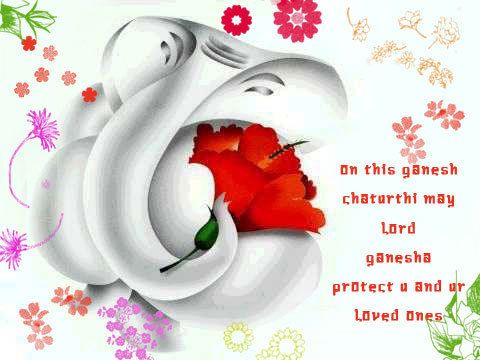 on this ganesh
chaturthi may
Lord
ganesha
protect u and ur
loved ones